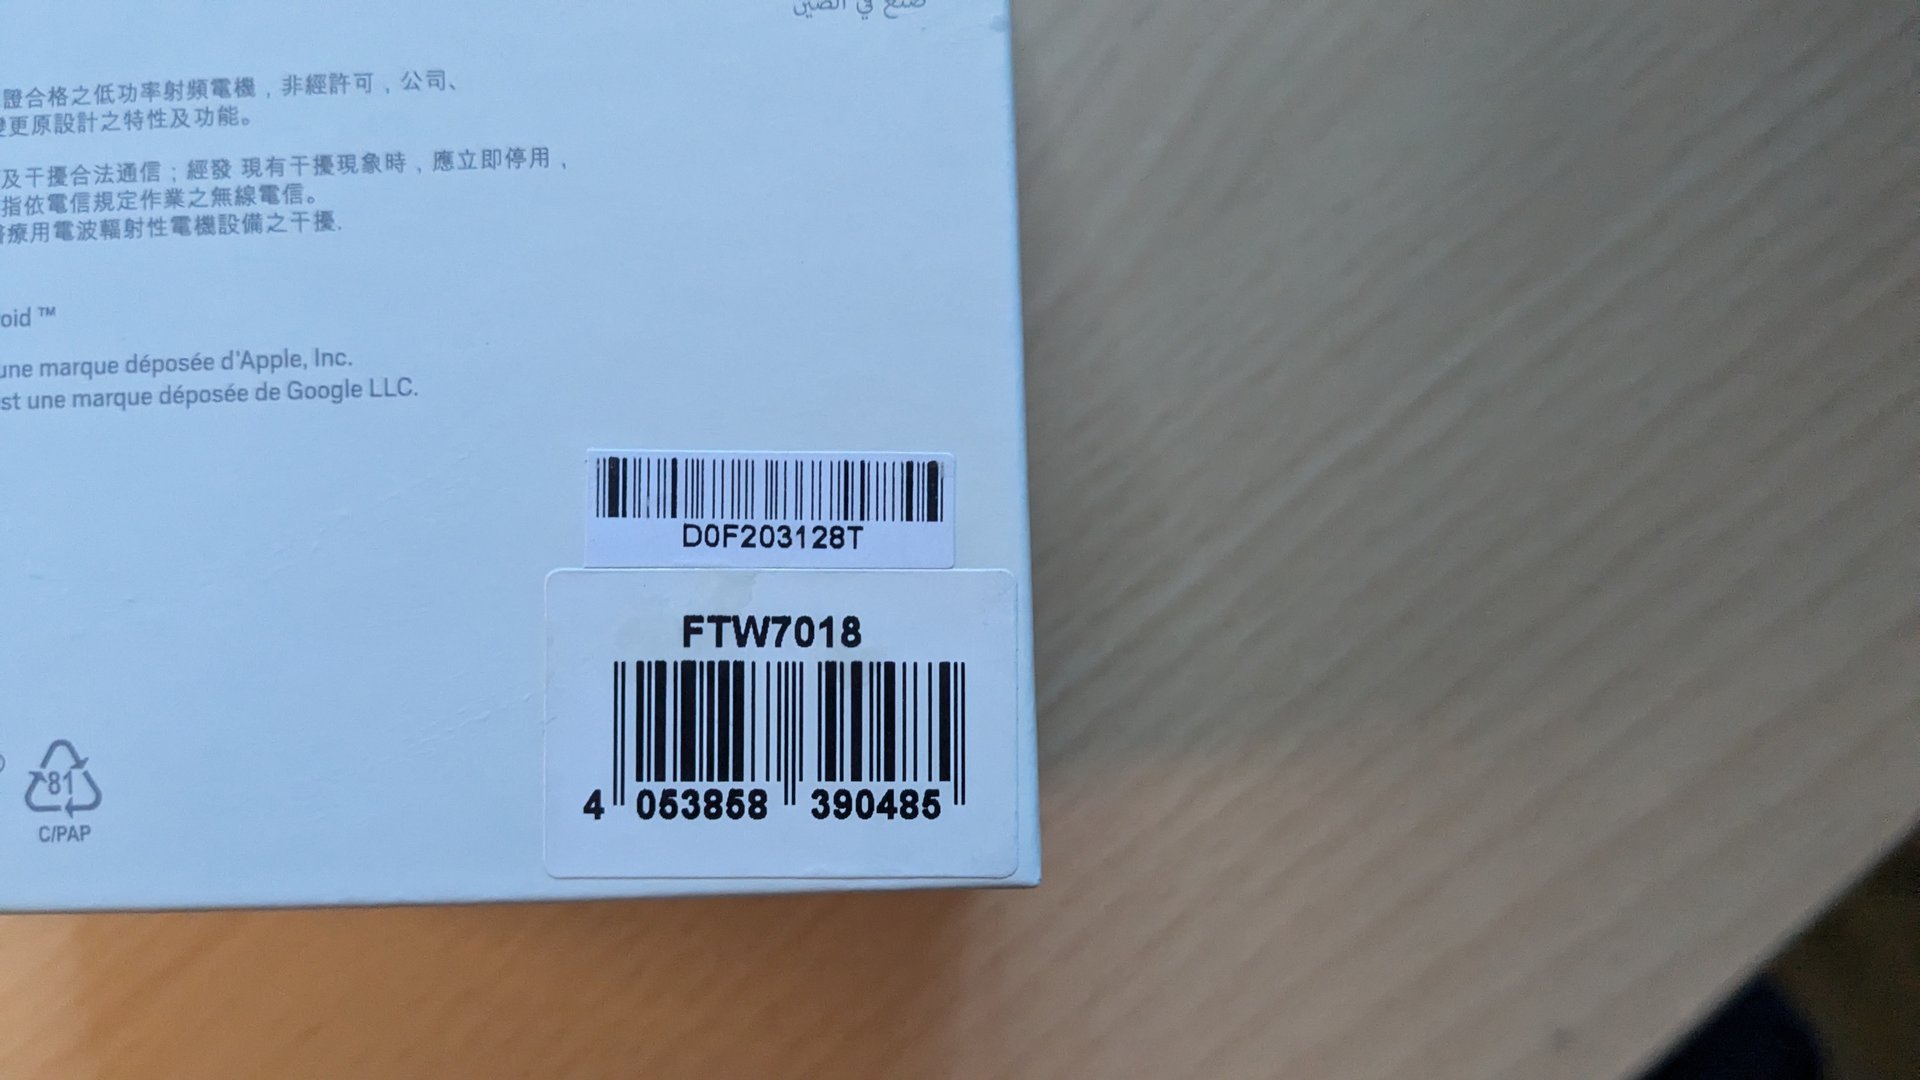 صنع في الصين
證合格之低功率射頻電機，非經許可，公司、
變更原設計之特性及功能。
及干擾合法通信；經發 現有干擾現象時，應立即停用，
指依電信規定作業之無線電信。
醫療用電波輻射性電機設備之干擾.
oid ™
une marque déposée d'Apple, Inc.
st une marque déposée de Google LLC.
D0F203128T
FTW7018
4 053858 390485
81
C/PAP